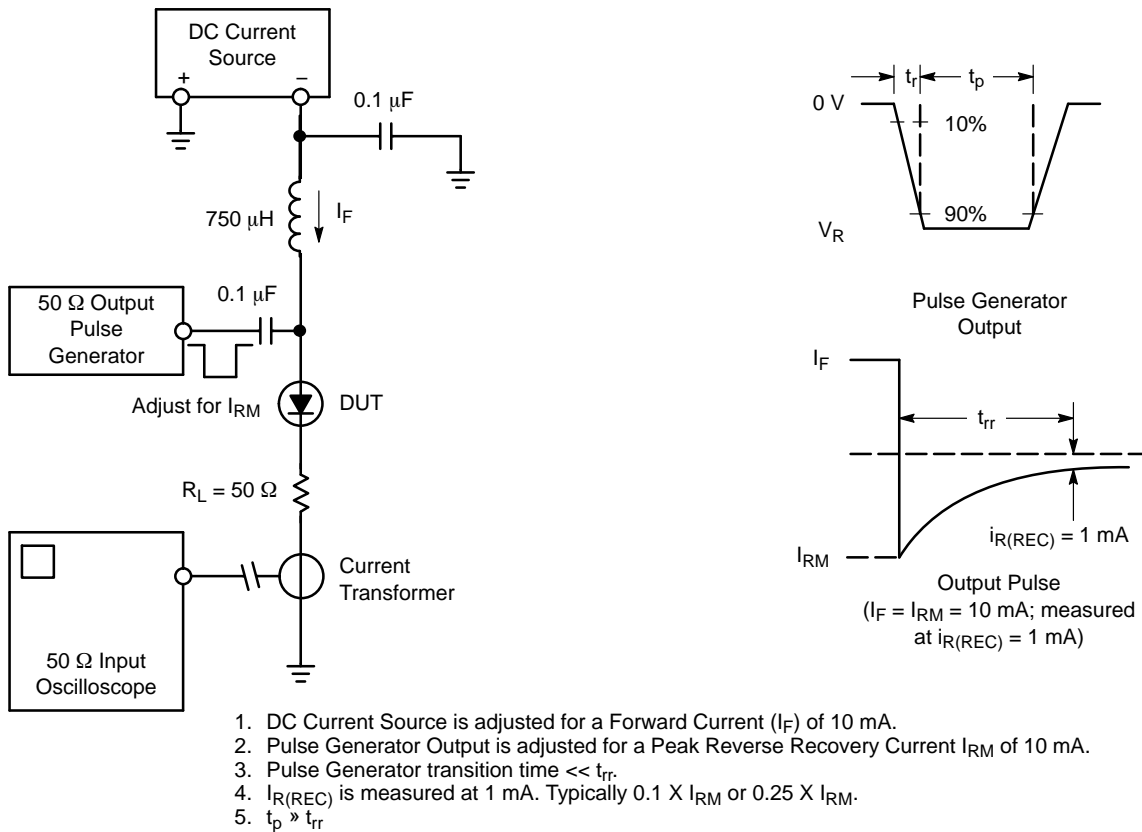 DC Current
Source
+ −
0.1 μF
750 μH
I_F
50 Ω Output
Pulse
Generator
0.1 μF
Adjust for I_RM
DUT
R_L = 50 Ω
Current
Transformer
50 Ω Input
Oscilloscope
t_r t_p
0 V
10%
90%
V_R
Pulse Generator
Output
I_F
t_rr
i_R(REC) = 1 mA
I_RM
Output Pulse
(I_F = I_RM = 10 mA; measured
at i_R(REC) = 1 mA)
1. DC Current Source is adjusted for a Forward Current (I_F) of 10 mA.
2. Pulse Generator Output is adjusted for a Peak Reverse Recovery Current I_RM of 10 mA.
3. Pulse Generator transition time << t_rr.
4. I_R(REC) is measured at 1 mA. Typically 0.1 X I_RM or 0.25 X I_RM.
5. t_p » t_rr